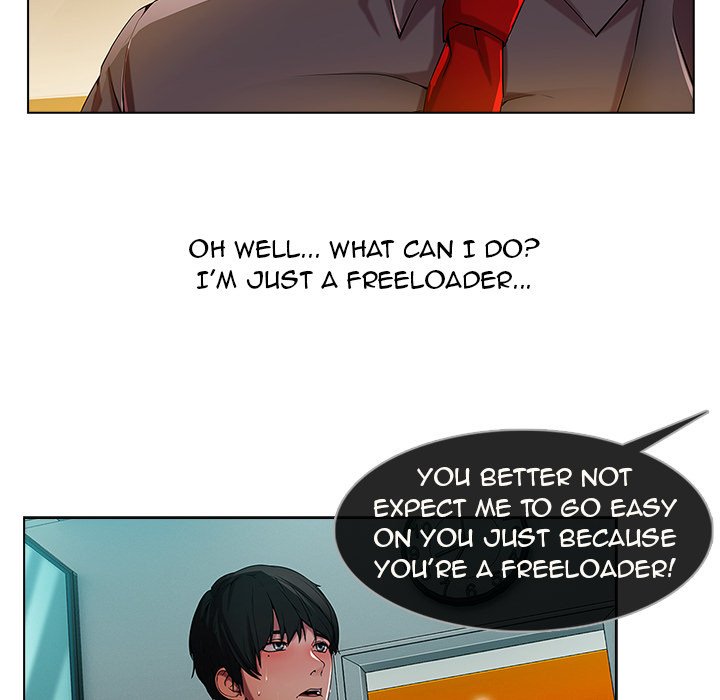 OH WELL... WHAT CAN I DO?
I'M JUST A FREELOADER...
YOU BETTER NOT
EXPECT ME TO GO EASY
ON YOU JUST BECAUSE
YOU'RE A FREELOADER!